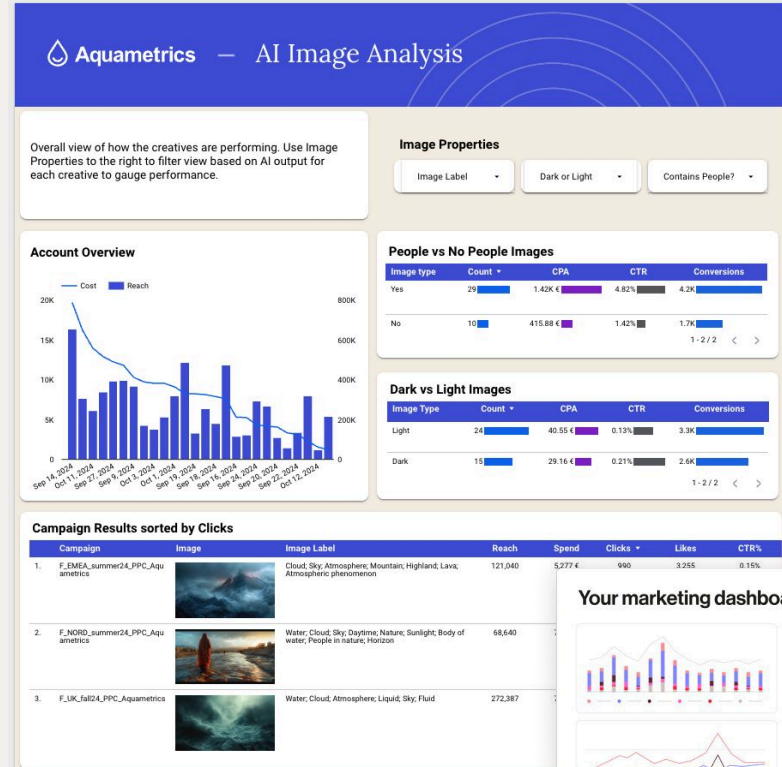 Aquametrics — AI Image Analysis
Overall view of how the creatives are performing. Use Image
Properties to the right to filter view based on AI output for
each creative to gauge performance.
Image Properties
Image Label
Dark or Light
Contains People?
Account Overview
Cost Reach
20K 800K
15K 600K
10K 400K
5K 200K
0 0
Sep 14, 2024 Oct 11, 2024 Sep 27, 2024 Sep 9, 2024 Oct 3, 2024 Oct 1, 2024 Sep 19, 2024 Sep 18, 2024 Sep 16, 2024 Sep 24, 2024 Sep 20, 2024 Sep 22, 2024 Oct 12, 2024
People vs No People Images
Image type Count CPA CTR Conversions
Yes 29 1.42K € 4.82% 4.2K
No 10 415.88 € 1.42% 1.7K
1 - 2 / 2
Dark vs Light Images
Image Type Count CPA CTR Conversions
Light 24 40.55 € 0.13% 3.3K
Dark 15 29.16 € 0.21% 2.6K
1 - 2 / 2
Campaign Results sorted by Clicks
Campaign Image Image Label Reach Spend Clicks Likes CTR%
1. F_EMEA_summer24_PPC_Aqu Cloud; Sky; Atmosphere; Mountain; Highland; Lava; 121,040 5,277 € 990 3,255 0.15%
ametrics Atmospheric phenomenon
2. F_NORD_summer24_PPC_Aqu Water; Cloud; Sky; Daytime; Nature; Sunlight; Body of 68,640
ametrics water; People in nature; Horizon
3. F_UK_fall24_PPC_Aquametrics Water; Cloud; Atmosphere; Liquid; Sky; Fluid 272,387
Your marketing dashboa